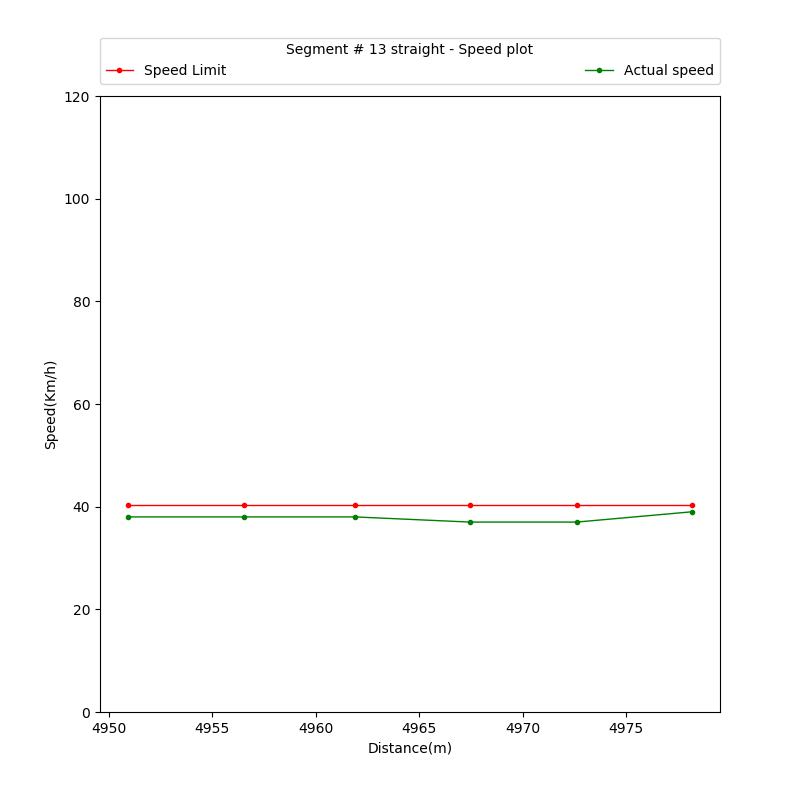 Segment # 13 straight - Speed plot
Speed Limit
Actual speed
120
100
80
60
40
20
0
Speed(Km/h)
4950 4955 4960 4965 4970 4975
Distance(m)